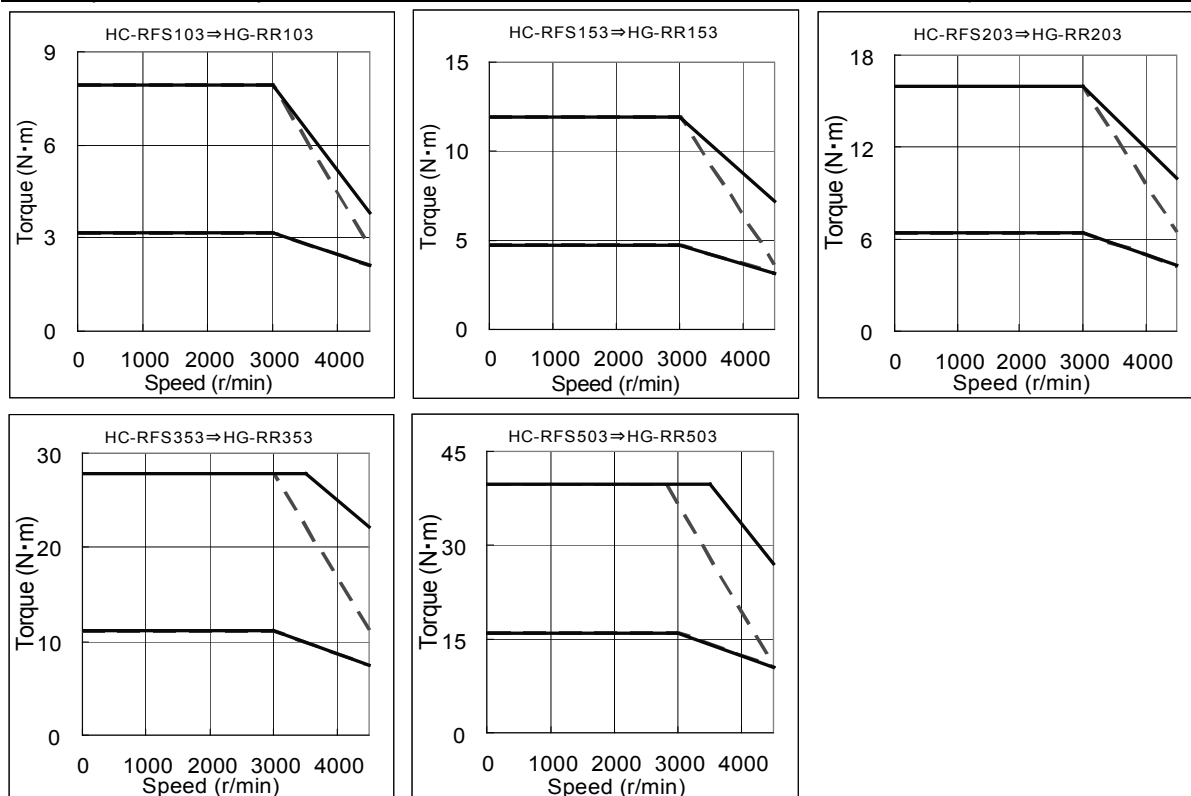 HC-RFS103⇒HG-RR103
9
6
3
0
Torque (N・m)
0 1000 2000 3000 4000
Speed (r/min)
HC-RFS153⇒HG-RR153
15
10
5
0
Torque (N・m)
0 1000 2000 3000 4000
Speed (r/min)
HC-RFS203⇒HG-RR203
18
12
6
0
Torque (N・m)
0 1000 2000 3000 4000
Speed (r/min)
HC-RFS353⇒HG-RR353
30
20
10
0
Torque (N・m)
0 1000 2000 3000 4000
Speed (r/min)
HC-RFS503⇒HG-RR503
45
30
15
0
Torque (N・m)
0 1000 2000 3000 4000
Speed (r/min)